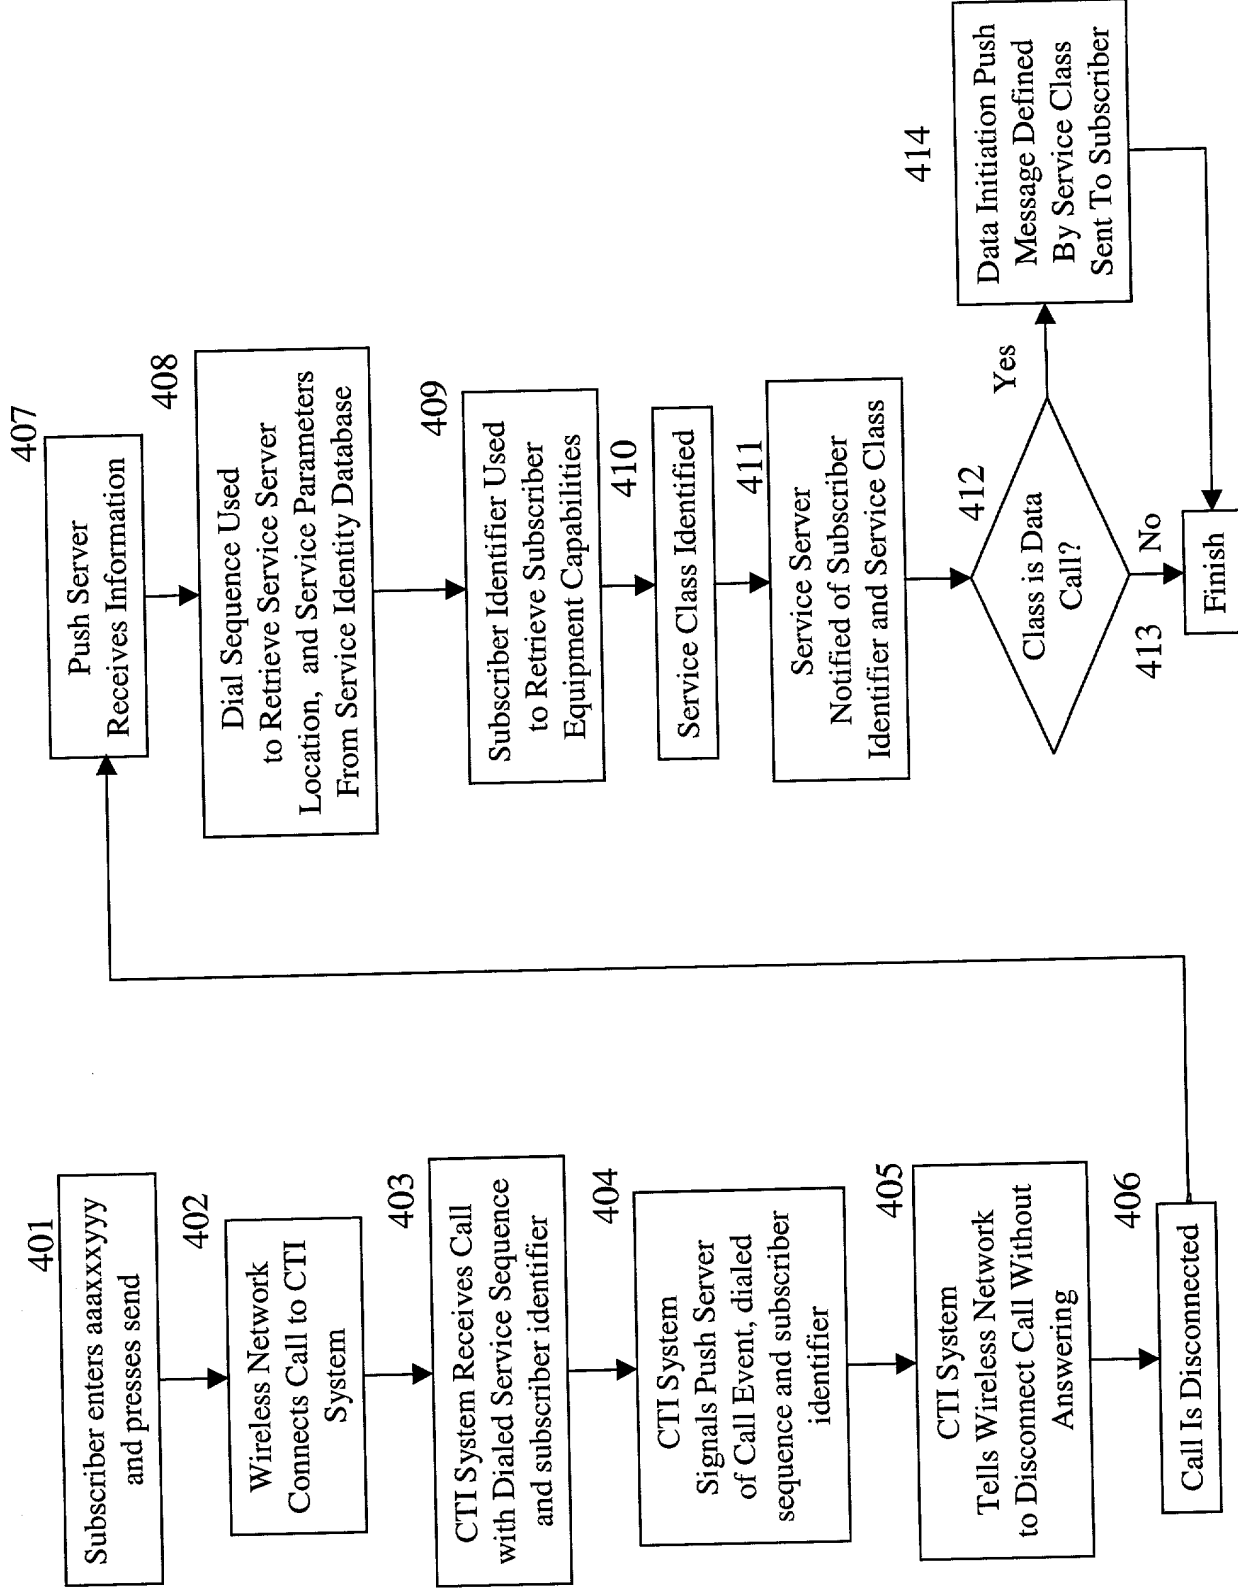 401
Subscriber enters aaaxxxyyy
and presses send
402
Wireless Network
Connects Call to CTI
System
403
CTI System Receives Call
with Dialed Service Sequence
and subscriber identifier
404
CTI System
Signals Push Server
of Call Event, dialed
sequence and subscriber
identifier
405
CTI System
Tells Wireless Network
to Disconnect Call Without
Answering
406
Call Is Disconnected
407
Push Server
Receives Information
408
Dial Sequence Used
to Retrieve Service Server
Location, and Service Parameters
From Service Identity Database
409
Subscriber Identifier Used
to Retrieve Subscriber
Equipment Capabilities
410
Service Class Identified
411
Service Server
Notified of Subscriber
Identifier and Service Class
412
Class is Data
Call?
Yes
No
413
Finish
414
Data Initiation Push
Message Defined
By Service Class
Sent To Subscriber